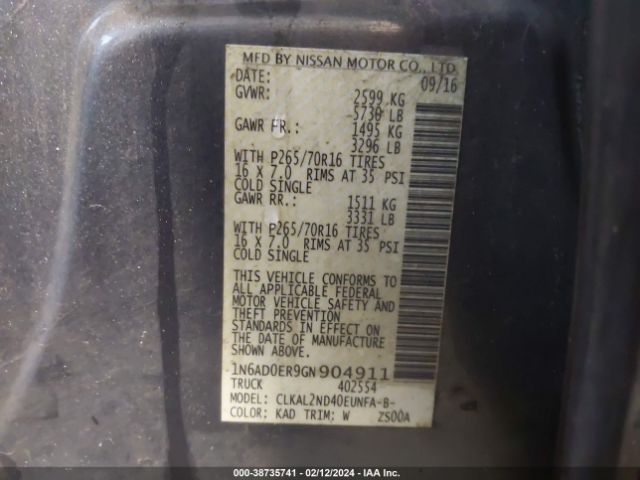 MFD BY NISSAN MOTOR CO., LTD.
DATE: 09/16
GVWR: 2599 KG
5730 LB
GAWR FR.: 1495 KG
3296 LB
WITH P265/70R16 TIRES
16 X 7.0 RIMS AT 35 PSI
COLD SINGLE
GAWR RR.: 1511 KG
3331 LB
WITH P265/70R16 TIRES
16 X 7.0 RIMS AT 35 PSI
COLD SINGLE
THIS VEHICLE CONFORMS TO
ALL APPLICABLE FEDERAL
MOTOR VEHICLE SAFETY AND
THEFT PREVENTION
STANDARDS IN EFFECT ON
THE DATE OF MANUFACTURE
SHOWN ABOVE.
1N6AD0ER9GN904911
TRUCK 402554
MODEL: CLKAL2ND40EUNFA-B-
COLOR: KAD TRIM: W ZS00A
000-38735741 - 02/12/2024 - IAA Inc.